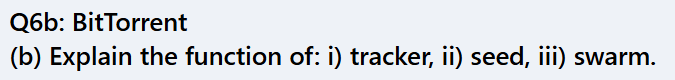 Q6b: BitTorrent
(b) Explain the function of: i) tracker, ii) seed, iii) swarm.